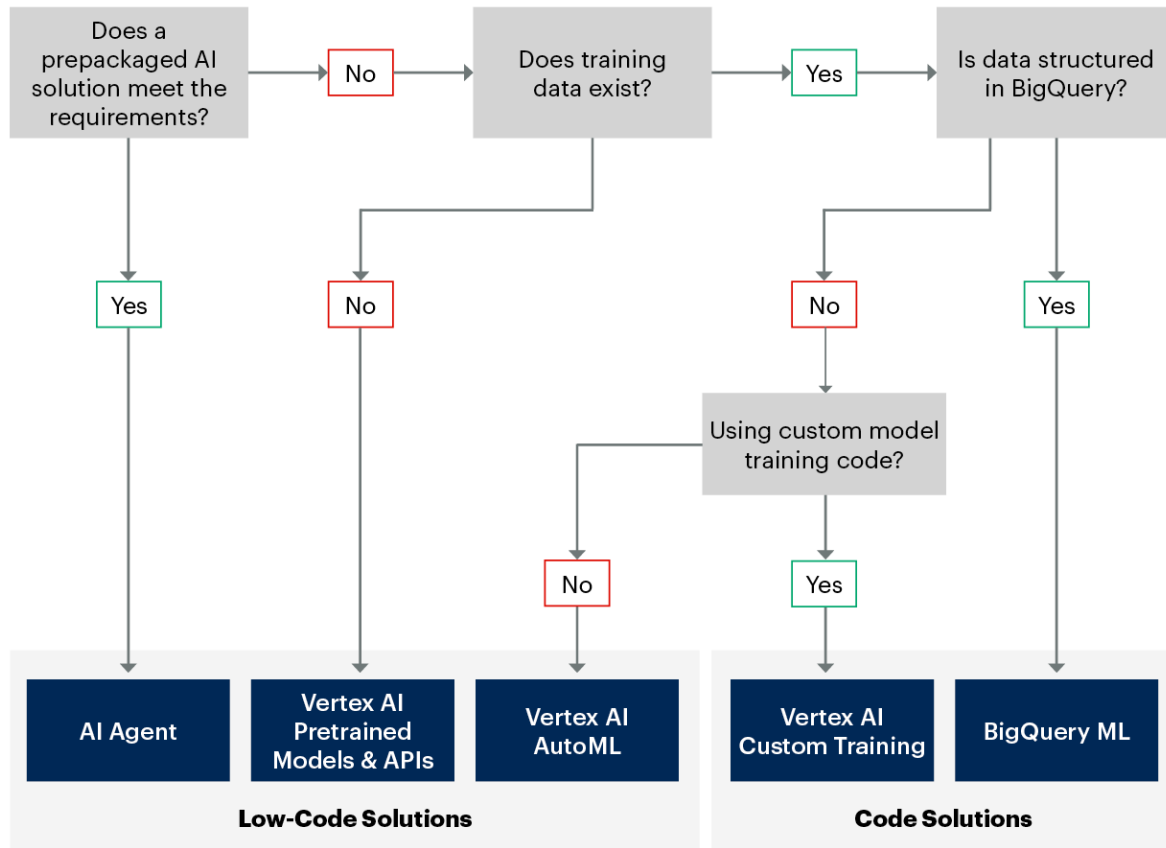 Does a
prepackaged AI
solution meet the
requirements?
No
Does training
data exist?
Yes
Is data structured
in BigQuery?
Yes
No
No
Yes
Using custom model
training code?
No
Yes
AI Agent
Vertex AI
Pretrained
Models & APIs
Vertex AI
AutoML
Vertex AI
Custom Training
BigQuery ML
Low-Code Solutions
Code Solutions